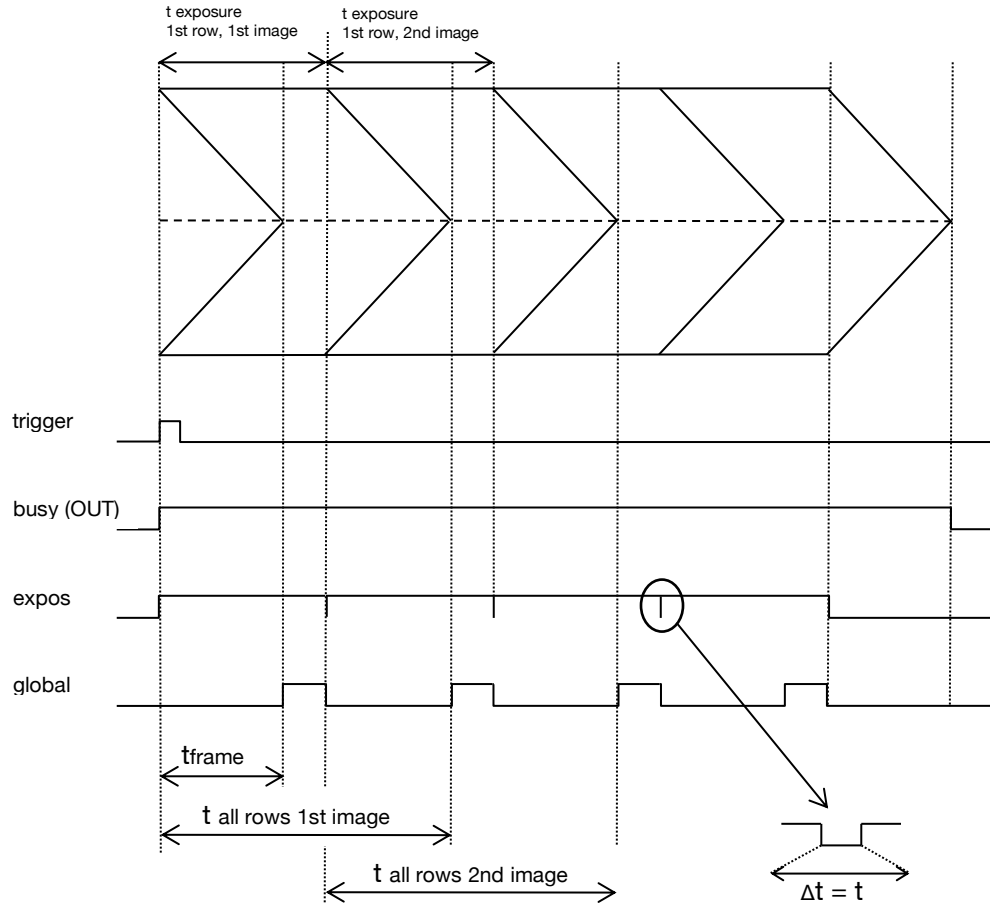 t exposure
1st row, 1st image
t exposure
1st row, 2nd image
trigger
busy (OUT)
expos
global
tframe
t all rows 1st image
t all rows 2nd image
Δt = t